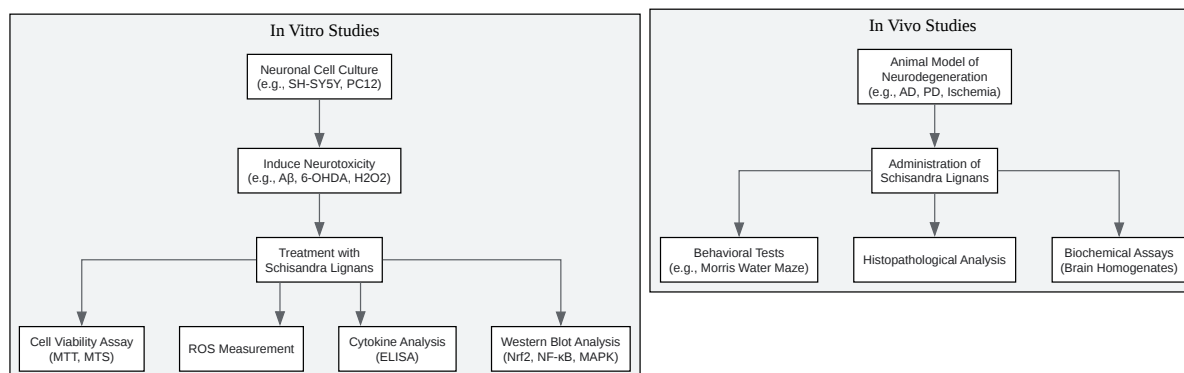 In Vitro Studies
Neuronal Cell Culture
(e.g., SH-SY5Y, PC12)
Induce Neurotoxicity
(e.g., Aβ, 6-OHDA, H2O2)
Treatment with
Schisandra Lignans
Cell Viability Assay
(MTT, MTS)
ROS Measurement
Cytokine Analysis
(ELISA)
Western Blot Analysis
(Nrf2, NF-κB, MAPK)
In Vivo Studies
Animal Model of
Neurodegeneration
(e.g., AD, PD, Ischemia)
Administration of
Schisandra Lignans
Behavioral Tests
(e.g., Morris Water Maze)
Histopathological Analysis
Biochemical Assays
(Brain Homogenates)